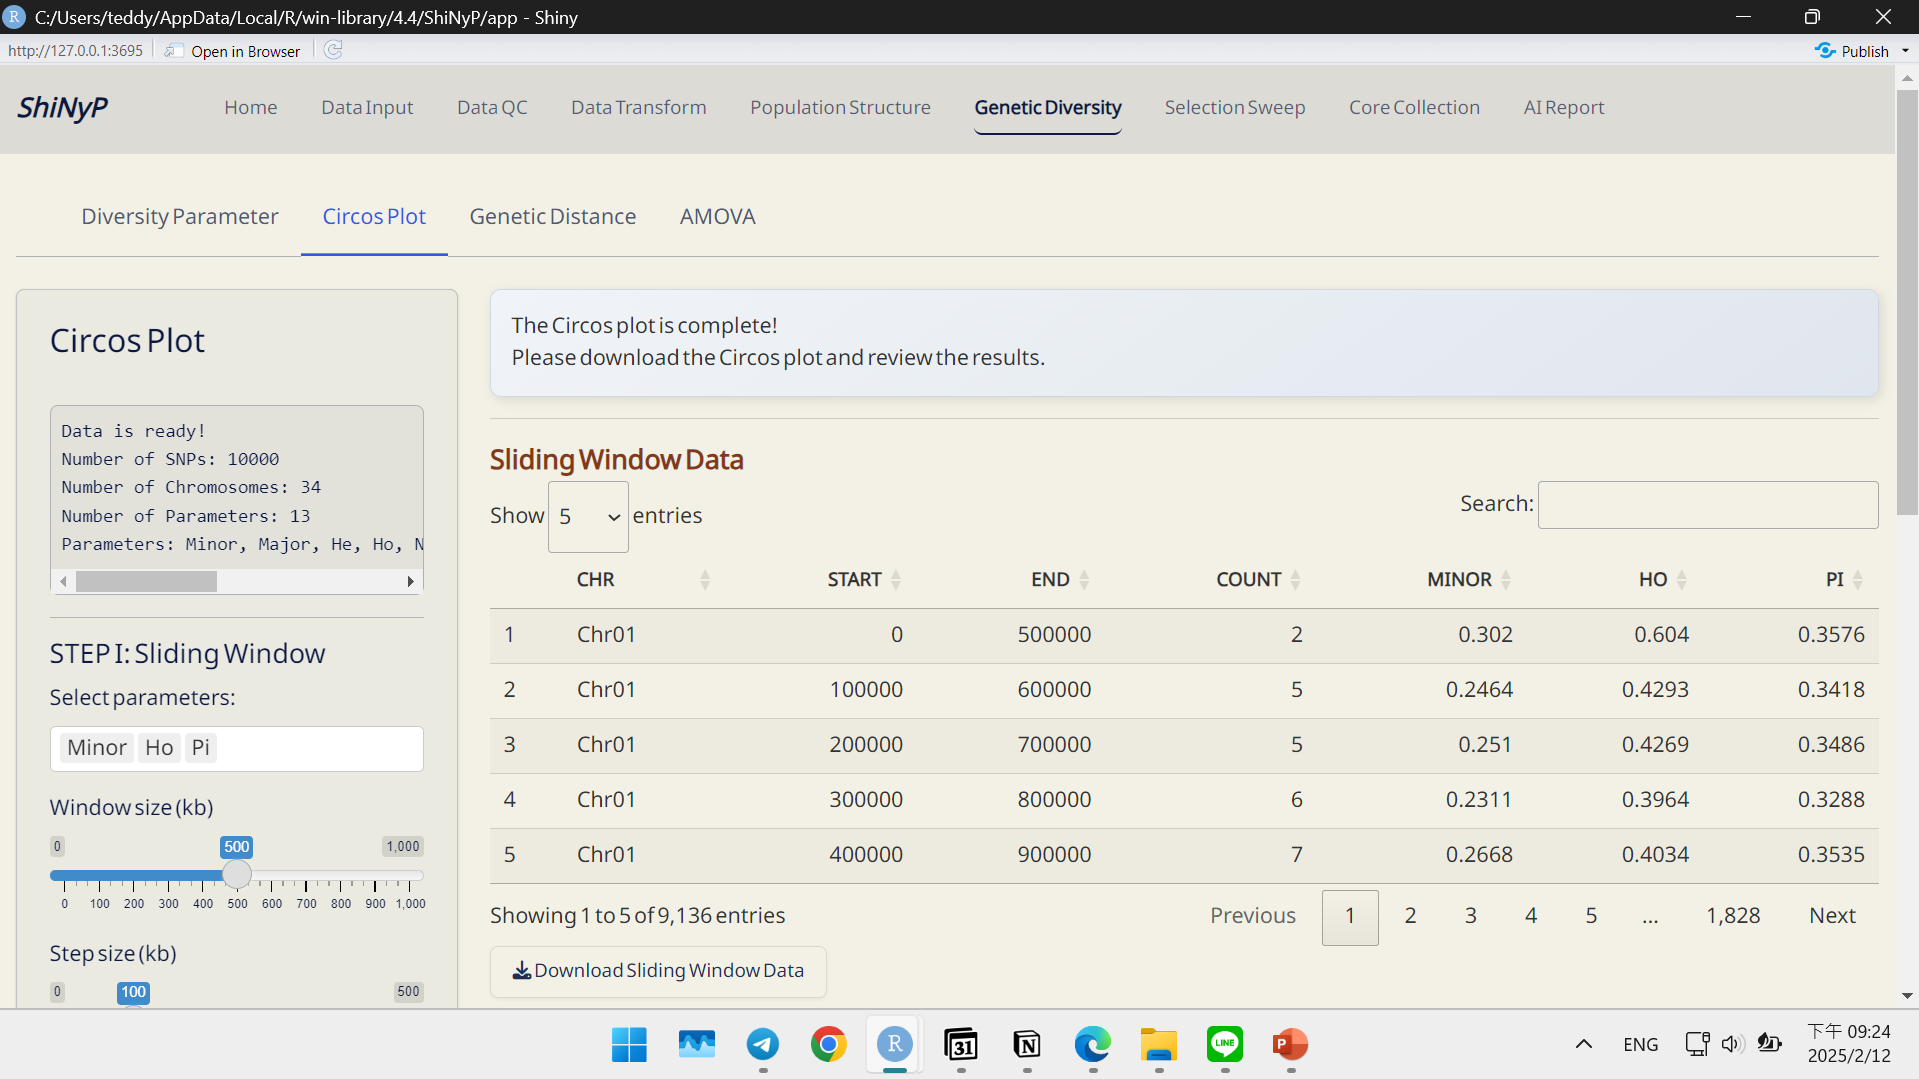 C:/Users/teddy/AppData/Local/R/win-library/4.4/ShiNyP/app - Shiny
http://127.0.0.1:3695 Open in Browser Publish
ShiNyP Home Data Input Data QC Data Transform Population Structure Genetic Diversity Selection Sweep Core Collection AI Report
Diversity Parameter Circos Plot Genetic Distance AMOVA
Circos Plot
Data is ready!
Number of SNPs: 10000
Number of Chromosomes: 34
Number of Parameters: 13
Parameters: Minor, Major, He, Ho, N
STEP I: Sliding Window
Select parameters:
Minor Ho Pi
Window size (kb)
0 500 1,000
0 100 200 300 400 500 600 700 800 900 1,000
Step size (kb)
0 100 500
The Circos plot is complete!
Please download the Circos plot and review the results.
Sliding Window Data
Show 5 entries
Search:
CHR START END COUNT MINOR HO PI
1 Chr01 0 500000 2 0.302 0.604 0.3576
2 Chr01 100000 600000 5 0.2464 0.4293 0.3418
3 Chr01 200000 700000 5 0.251 0.4269 0.3486
4 Chr01 300000 800000 6 0.2311 0.3964 0.3288
5 Chr01 400000 900000 7 0.2668 0.4034 0.3535
Showing 1 to 5 of 9,136 entries
Previous 1 2 3 4 5 ... 1,828 Next
Download Sliding Window Data
R 31 N LINE P
ENG
下午 09:24
2025/2/12